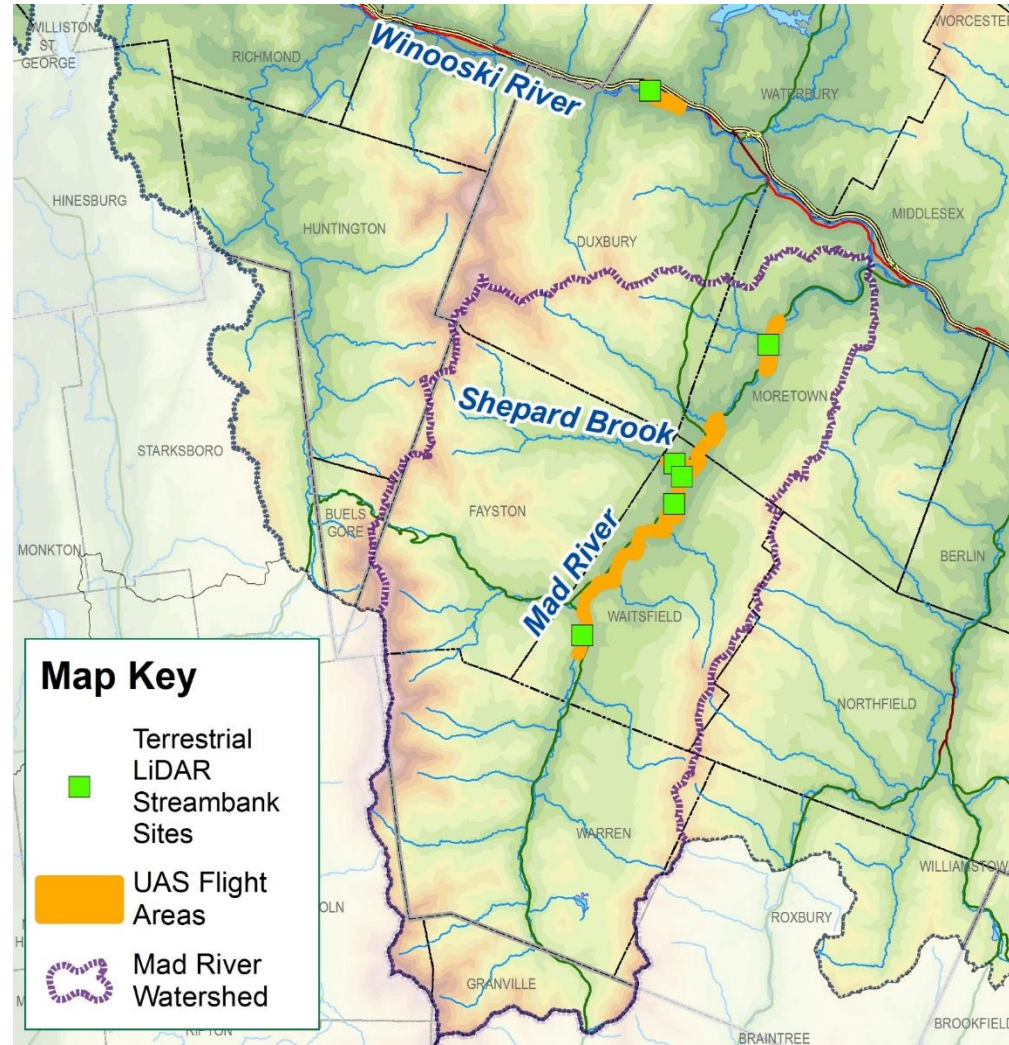 WILLISTON
ST.
GEORGE
RICHMOND
WORCESTER
Winooski River
WATERBURY
HINESBURG
HUNTINGTON
DUXBURY
MIDDLESEX
STARKSBORO
Shepard Brook
MORETOWN
BUELS
GORE
FAYSTON
MONKTON
BERLIN
Mad River
WAITSFIELD
NORTHFIELD
WARREN
WILLIAMSTOWN
ROXBURY
GRANVILLE
BRAINTREE
BROOKFIELD
Map Key
Terrestrial
LiDAR
Streambank
Sites
UAS Flight
Areas
Mad River
Watershed
OLN
RIPTON